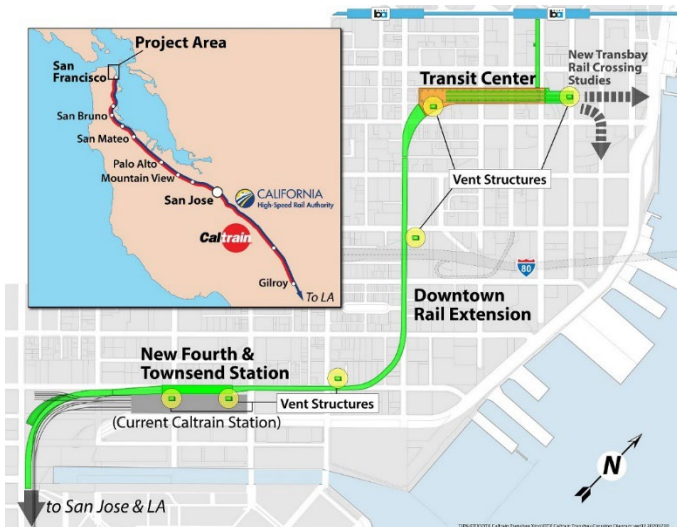 Project Area
San
Francisco
San Bruno
San Mateo
Palo Alto
Mountain View
San Jose
CALIFORNIA
High-Speed Rail Authority
Caltrain
Gilroy
To LA
ba
ba
Transit Center
New Transbay
Rail Crossing
Studies
Vent Structures
80
Downtown
Rail Extension
New Fourth &
Townsend Station
Vent Structures
(Current Caltrain Station)
N
to San Jose & LA